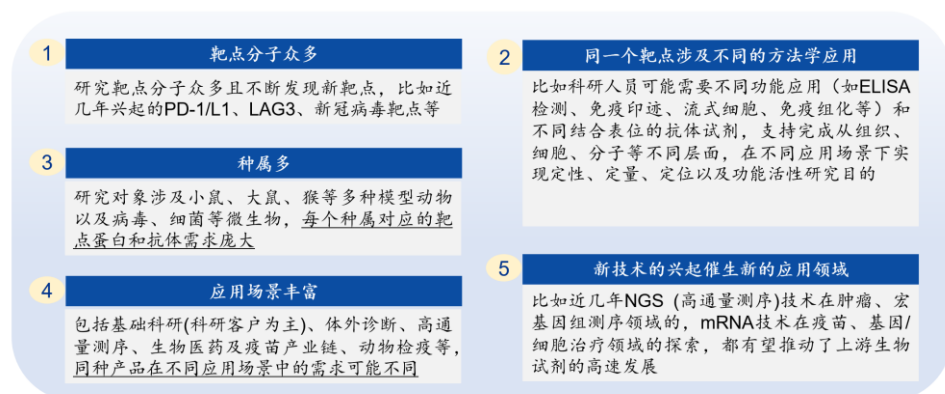 1
靶点分子众多
研究靶点分子众多且不断发现新靶点，比如近
几年兴起的PD-1/L1、LAG3、新冠病毒靶点等
2
同一个靶点涉及不同的方法学应用
比如科研人员可能需要不同功能应用（如ELISA
检测、免疫印迹、流式细胞、免疫组化等）和
不同结合表位的抗体试剂，支持完成从组织、
细胞、分子等不同层面，在不同应用场景下实
现定性、定量、定位以及功能活性研究目的
3
种属多
研究对象涉及小鼠、大鼠、猴等多种模型动物
以及病毒、细菌等微生物，每个种属对应的靶
点蛋白和抗体需求庞大
4
应用场景丰富
包括基础科研(科研客户为主)、体外诊断、高通
量测序、生物医药及疫苗产业链、动物检疫等，
同种产品在不同应用场景中的需求可能不同
5
新技术的兴起催生新的应用领域
比如近几年NGS (高通量测序)技术在肿瘤、宏
基因组测序领域的，mRNA技术在疫苗、基因/
细胞治疗领域的探索，都有望推动了上游生物
试剂的高速发展